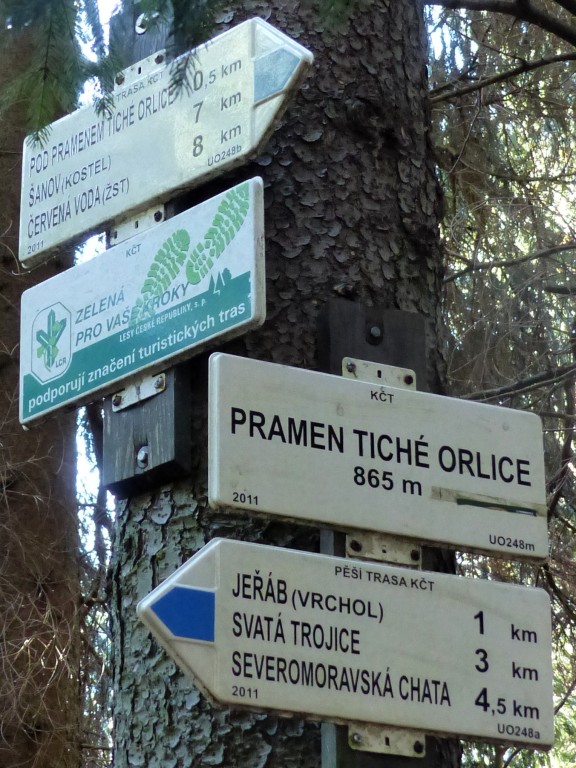 TRASA KČT
POD PRAMENEM TICHÉ ORLICE 0,5 km
ŠANOV (KOSTEL) 7 km
ČERVENÁ VODA (ŽST) 8 km
2011 UO248b
KČT
ZELENÁ
PRO VAŠE KROKY
LESY ČESKÉ REPUBLIKY, s. p.
LČR
podporují značení turistických tras
KČT
PRAMEN TICHÉ ORLICE
865 m
2011 UO248m
PĚŠÍ TRASA KČT
JEŘÁB (VRCHOL) 1 km
SVATÁ TROJICE 3 km
SEVEROMORAVSKÁ CHATA 4,5 km
2011 UO248a